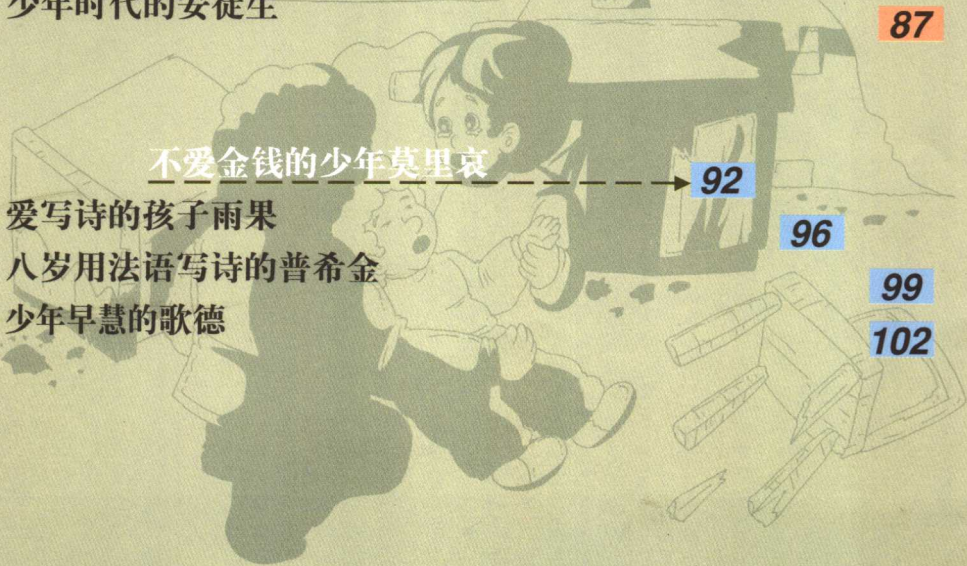 少年时代的安徒生
87
不爱金钱的少年莫里哀 92
爱写诗的孩子雨果
96
八岁用法语写诗的普希金
99
少年早慧的歌德
102